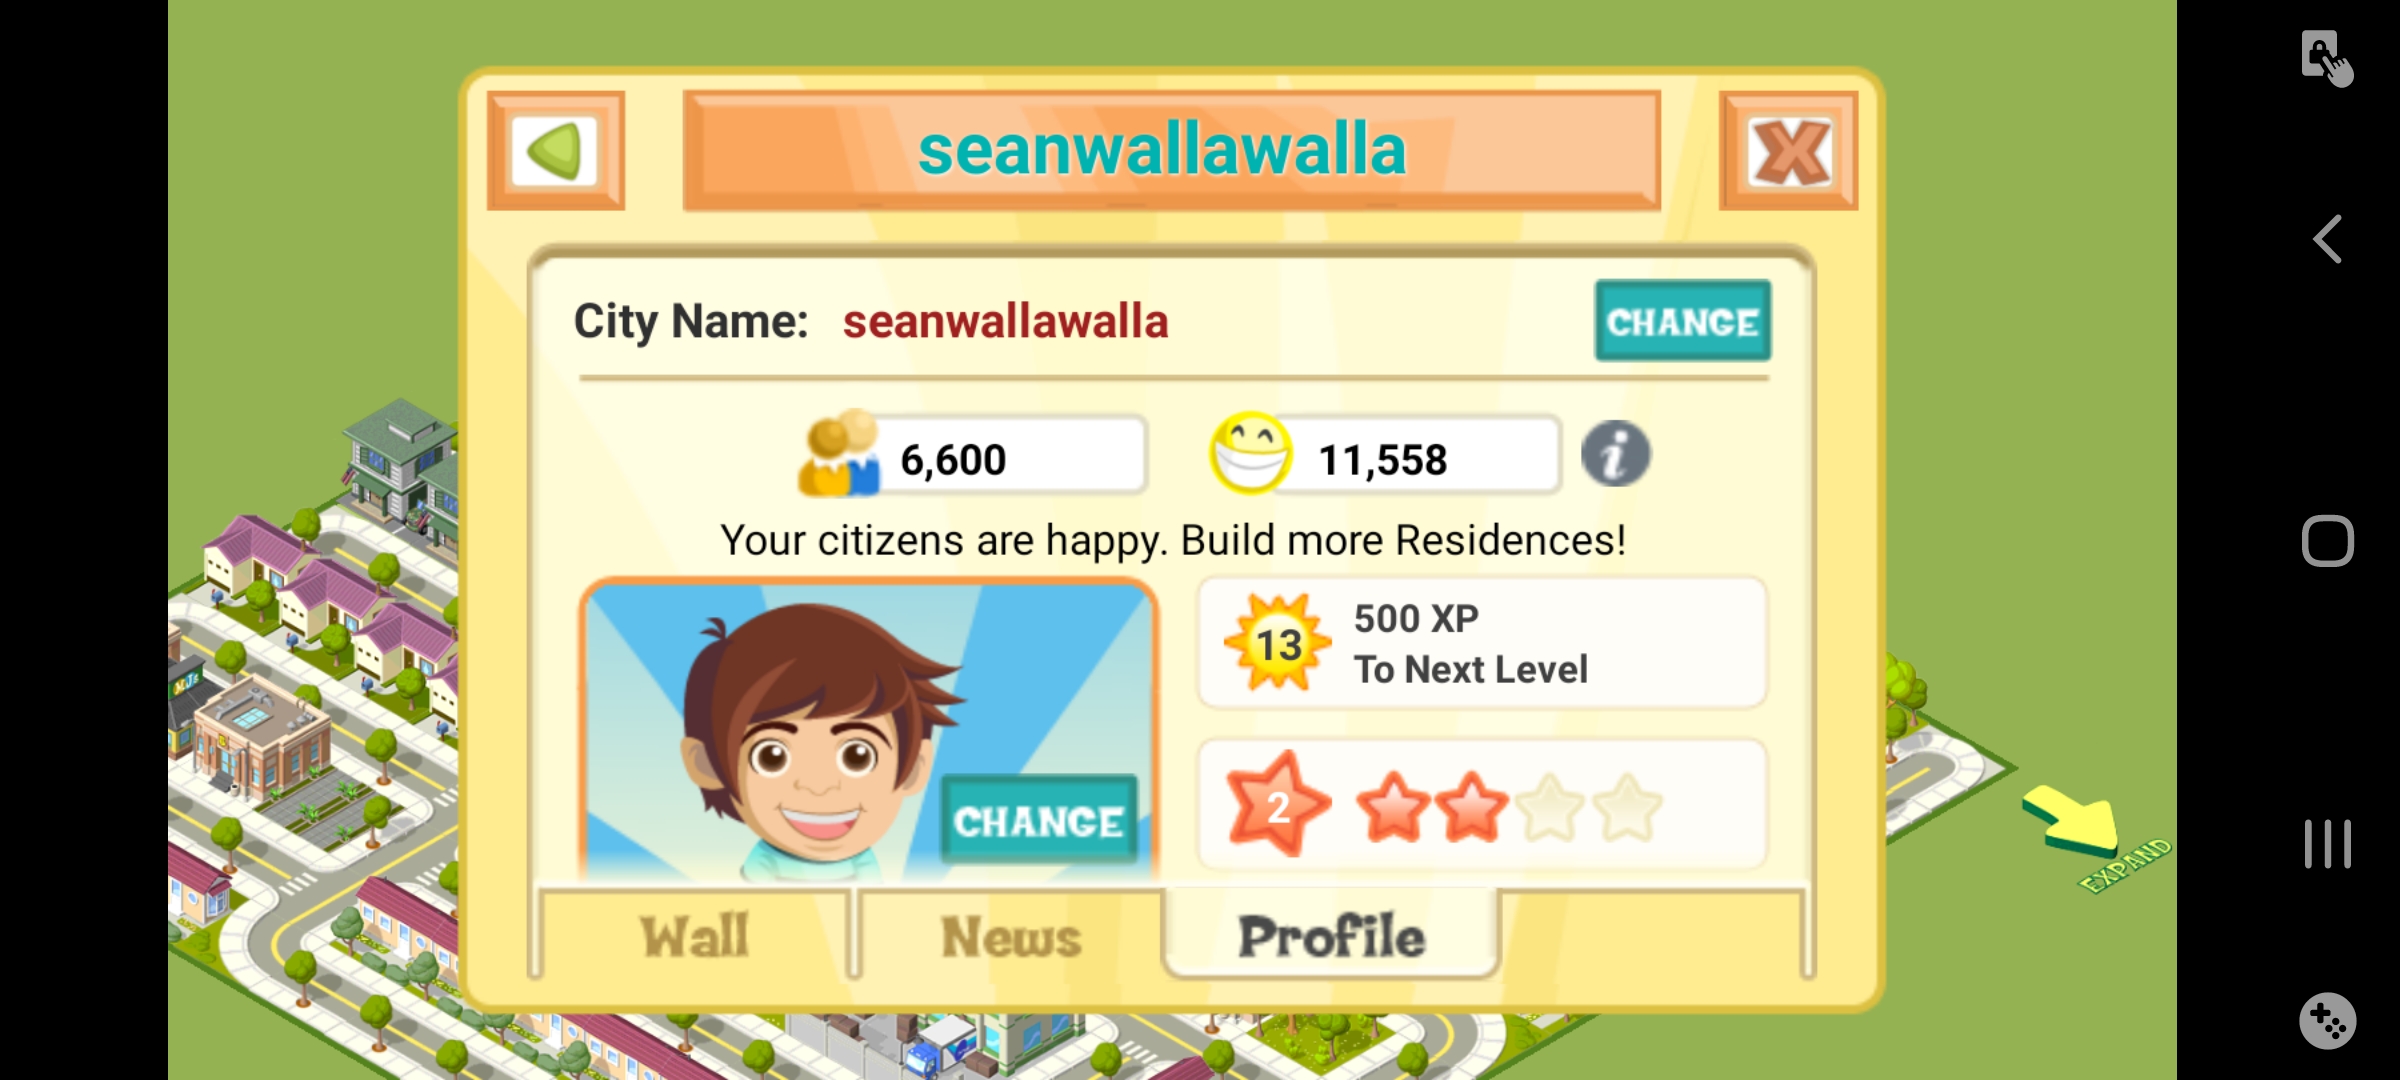 seanwallawalla
City Name: seanwallawalla
CHANGE
6,600
11,558
i
Your citizens are happy. Build more Residences!
13
500 XP
To Next Level
CHANGE
2
Wall
News
Profile
MJs
EXPAND